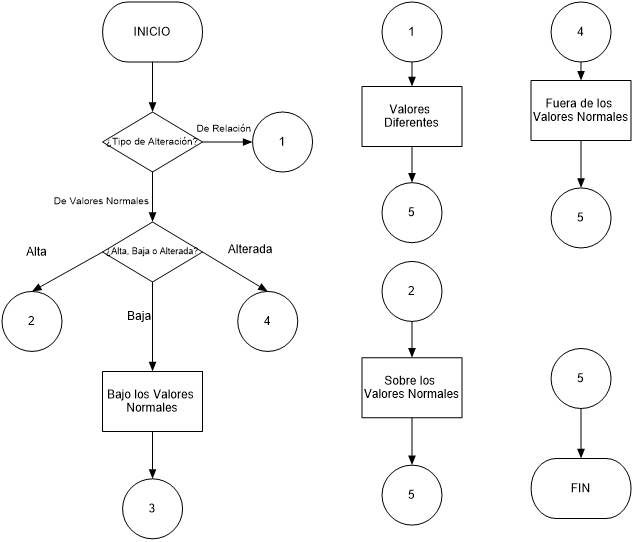 INICIO
¿Tipo de Alteración?
De Relación
1
De Valores Normales
¿Alta, Baja o Alterada?
Alta
2
Alterada
4
Baja
Bajo los Valores
Normales
3
1
Valores
Diferentes
5
2
Sobre los
Valores Normales
5
4
Fuera de los
Valores Normales
5
5
FIN